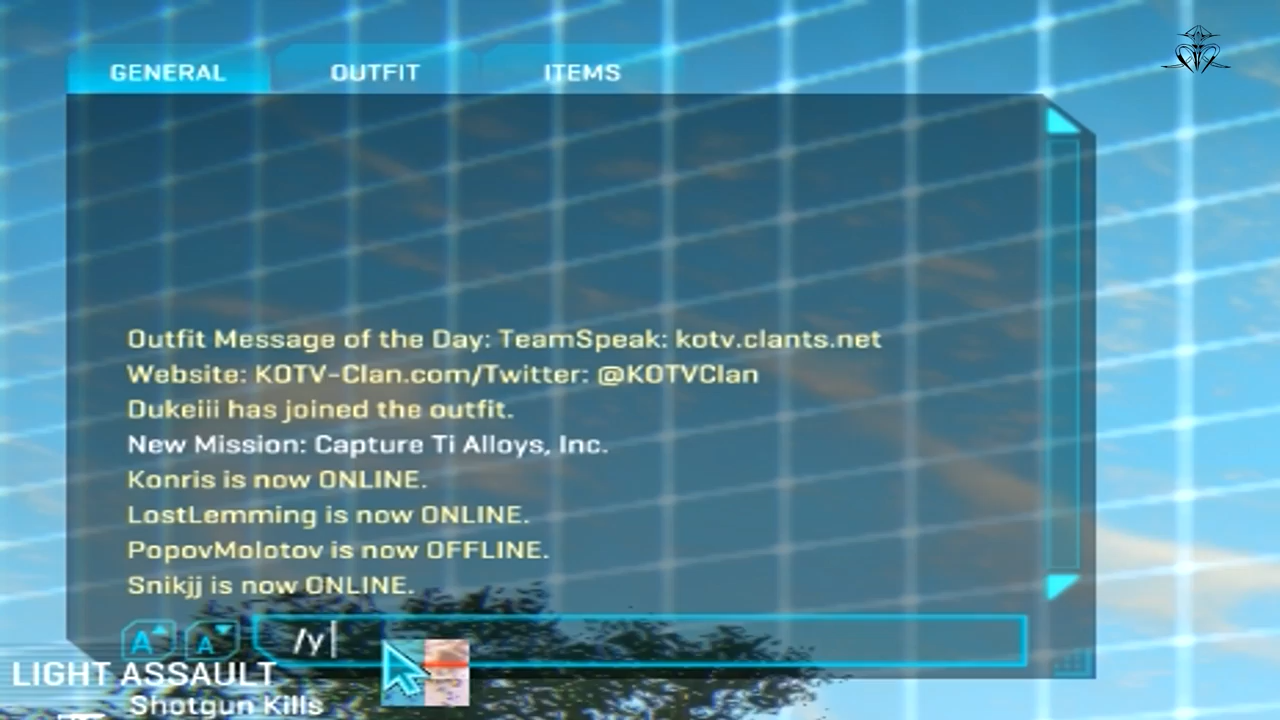 GENERAL OUTFIT ITEMS
Outfit Message of the Day: TeamSpeak: kotv.clants.net
Website: KOTV-Clan.com/Twitter: @KOTVClan
Dukeiii has joined the outfit.
New Mission: Capture Ti Alloys, Inc.
Konris is now ONLINE.
LostLemming is now ONLINE.
PopovMolotov is now OFFLINE.
Snikjj is now ONLINE.
A A /y
LIGHT ASSAULT
Shotgun Kills